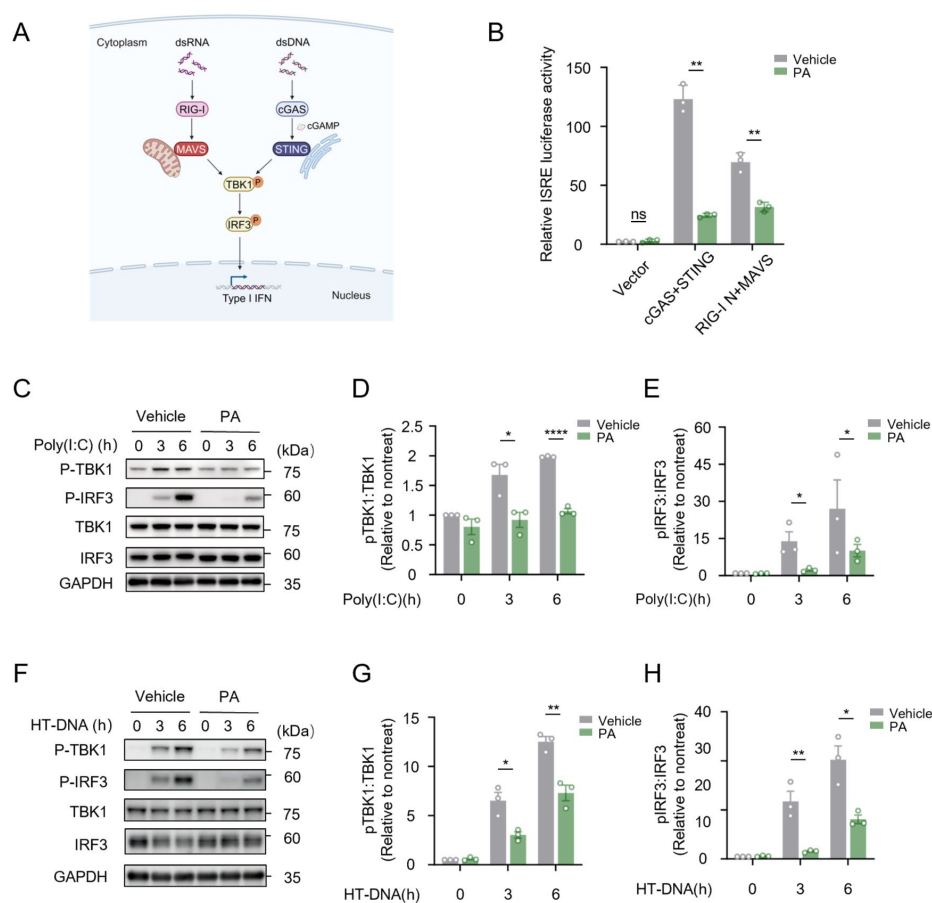 A
Cytoplasm
dsRNA
dsDNA
RIG-I
cGAS
cGAMP
MAVS
STING
TBK1
P
IRF3
P
Type I IFN
Nucleus
B
Relative ISRE luciferase activity
150
100
50
0
ns
**
**
Vehicle
PA
Vector
cGAS+STING
RIG-I N+MAVS
C
Vehicle PA
Poly(I:C) (h) 0 3 6 0 3 6 (kDa)
P-TBK1 75
P-IRF3 60
TBK1 75
IRF3 60
GAPDH 35
D
pTBK1:TBK1
(Relative to nontreat)
2.5
2
1.5
1
0.5
0
*
****
Vehicle
PA
Poly(I:C)(h) 0 3 6
E
pIRF3:IRF3
(Relative to nontreat)
60
45
30
15
0
*
*
Vehicle
PA
Poly(I:C)(h) 0 3 6
F
Vehicle PA
HT-DNA (h) 0 3 6 0 3 6 (kDa)
P-TBK1 75
P-IRF3 60
TBK1 75
IRF3 60
GAPDH 35
G
pTBK1:TBK1
(Relative to nontreat)
15
10
5
0
*
**
Vehicle
PA
HT-DNA(h) 0 3 6
H
pIRF3:IRF3
(Relative to nontreat)
40
30
20
10
0
**
*
Vehicle
PA
HT-DNA(h) 0 3 6